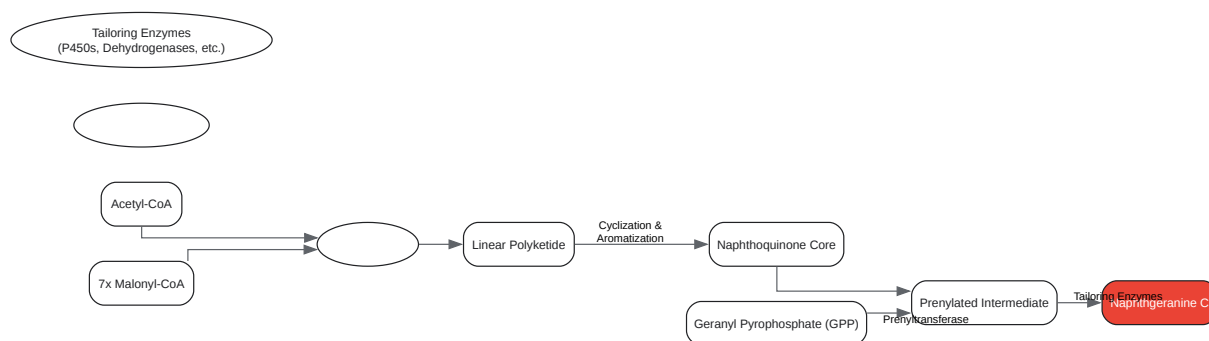 Tailoring Enzymes
(P450s, Dehydrogenases, etc.)
Acetyl-CoA
7x Malonyl-CoA
Linear Polyketide
Cyclization &
Aromatization
Naphthoquinone Core
Geranyl Pyrophosphate (GPP)
Prenyltransferase
Prenylated Intermediate
Tailoring Enzymes
Naphthgeranine C